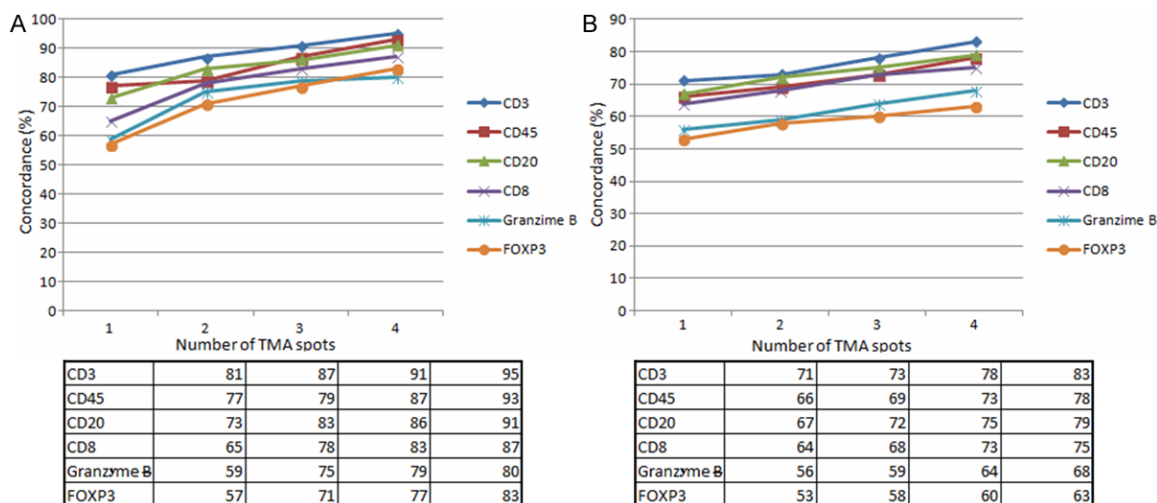 A
100
90
80
70
60
50
40
30
20
10
0
Concordance (%)
1 2 3 4
Number of TMA spots
CD3
CD45
CD20
CD8
Granzime B
FOXP3
CD3 81 87 91 95
CD45 77 79 87 93
CD20 73 83 86 91
CD8 65 78 83 87
Granzyme B 59 75 79 80
FOXP3 57 71 77 83
B
90
80
70
60
50
40
30
20
10
0
Concordance (%)
1 2 3 4
Number of TMA spots
CD3
CD45
CD20
CD8
Granzime B
FOXP3
CD3 71 73 78 83
CD45 66 69 73 78
CD20 67 72 75 79
CD8 64 68 73 75
Granzyme B 56 59 64 68
FOXP3 53 58 60 63